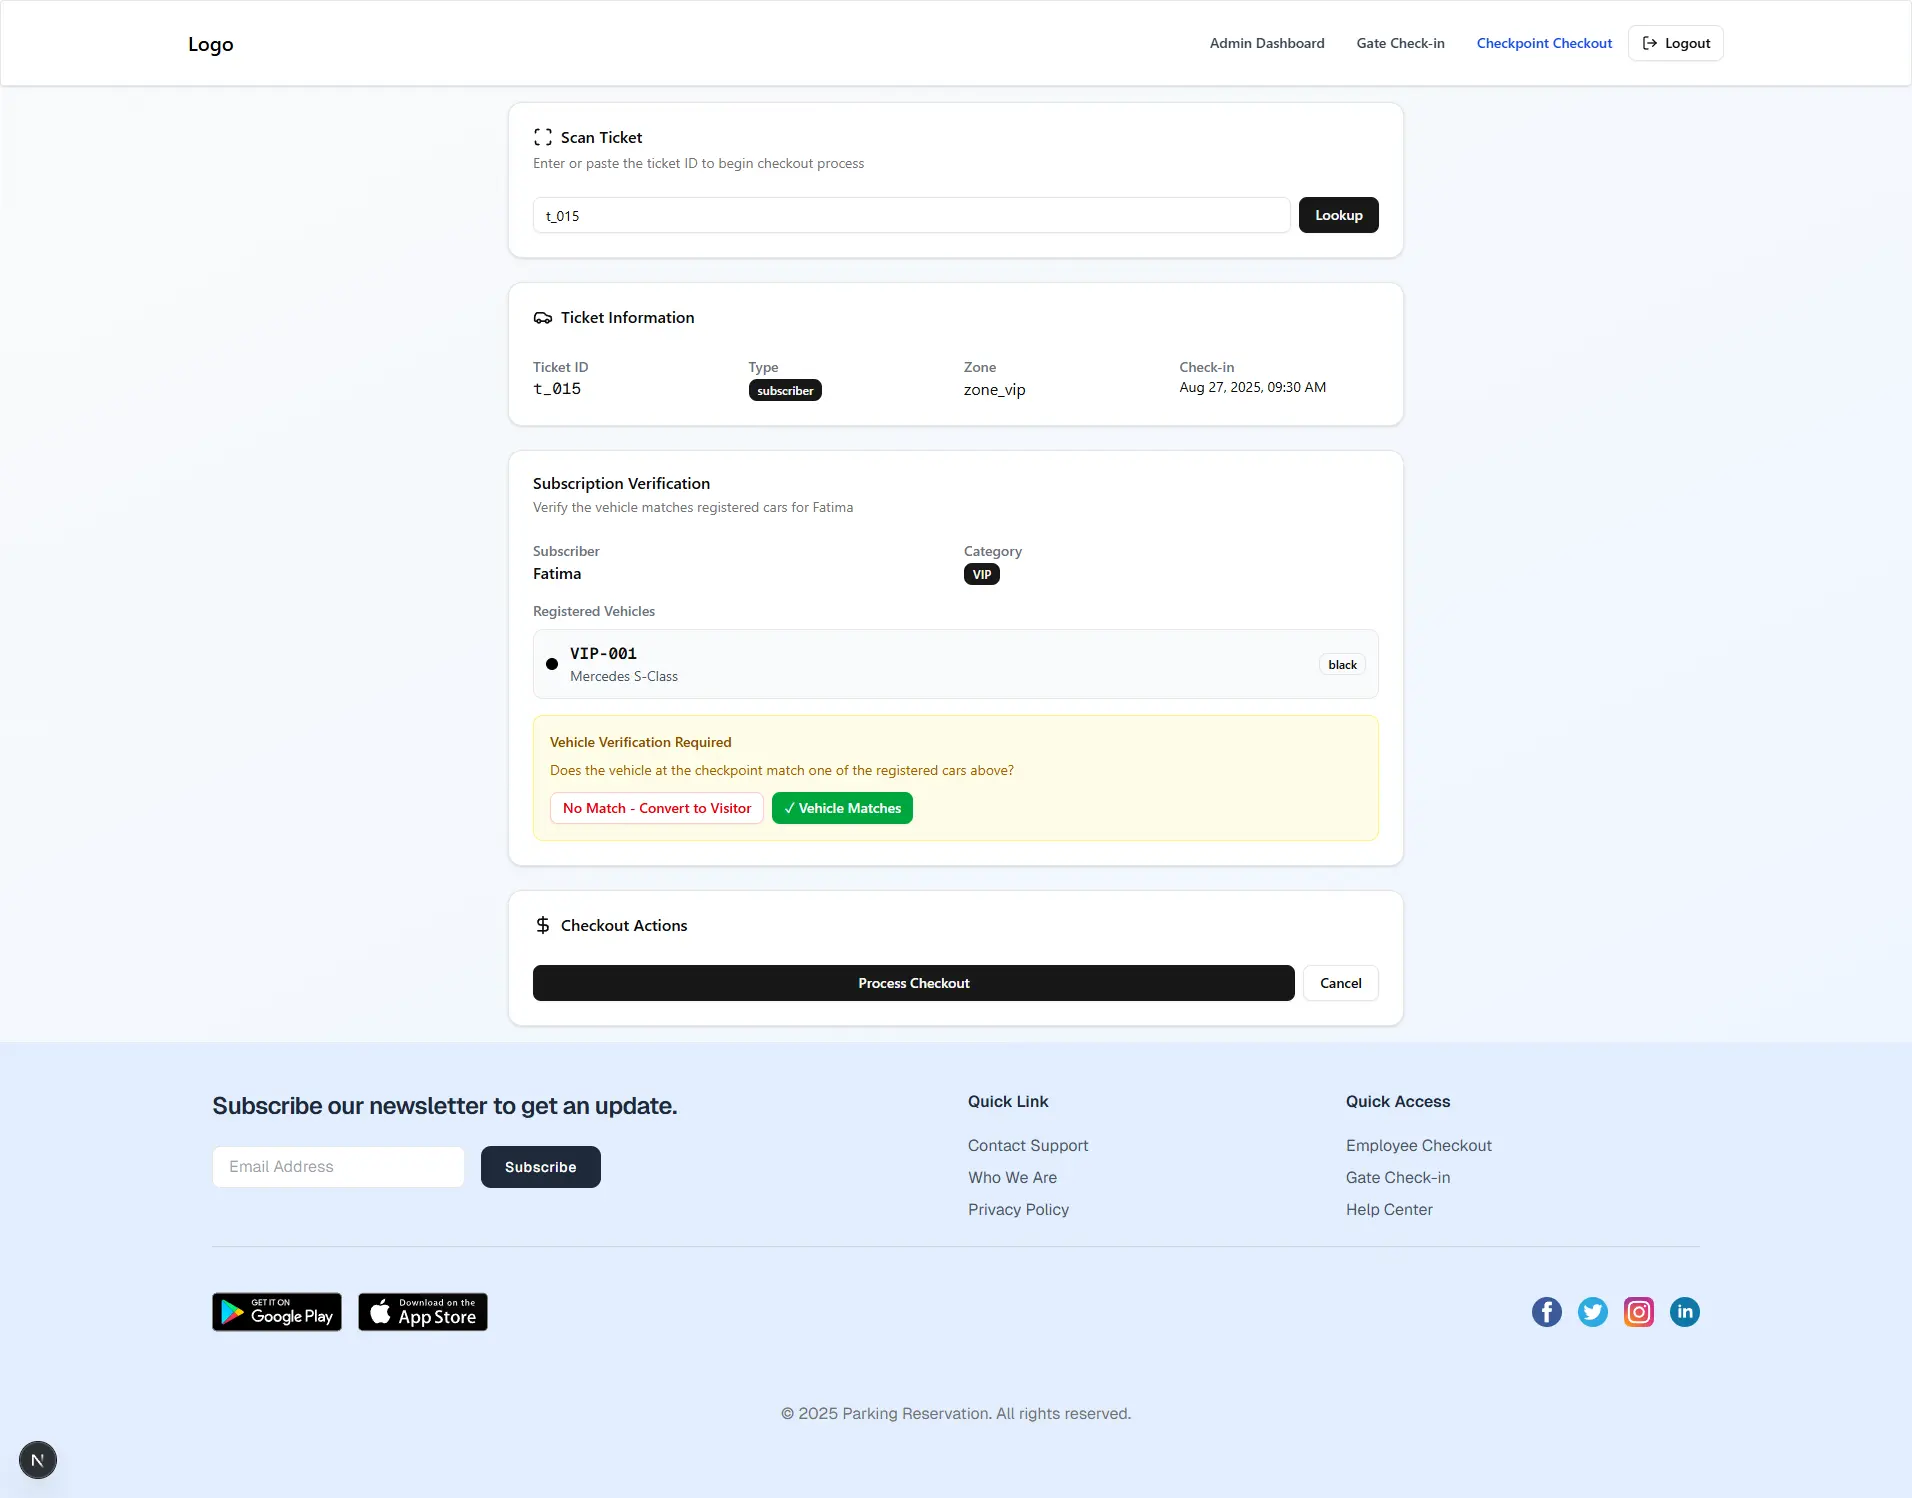 Logo
Admin Dashboard
Gate Check-in
Checkpoint Checkout
Logout
Scan Ticket
Enter or paste the ticket ID to begin checkout process
t_015
Lookup
Ticket Information
Ticket ID
t_015
Type
subscriber
Zone
zone_vip
Check-in
Aug 27, 2025, 09:30 AM
Subscription Verification
Verify the vehicle matches registered cars for Fatima
Subscriber
Fatima
Category
VIP
Registered Vehicles
VIP-001
Mercedes S-Class
black
Vehicle Verification Required
Does the vehicle at the checkpoint match one of the registered cars above?
No Match - Convert to Visitor
✓ Vehicle Matches
Checkout Actions
Process Checkout
Cancel
Subscribe our newsletter to get an update.
Email Address
Subscribe
Quick Link
Contact Support
Who We Are
Privacy Policy
Quick Access
Employee Checkout
Gate Check-in
Help Center
GET IT ON
Google Play
Download on the
App Store
© 2025 Parking Reservation. All rights reserved.